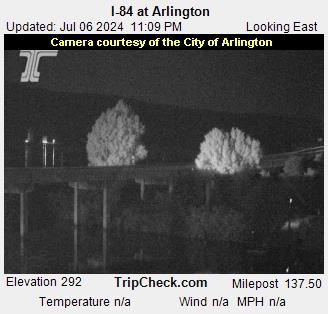 I-84 at Arlington
Updated: Jul 06 2024 11:09 PM Looking East
Camera courtesy of the City of Arlington
Elevation 292 TripCheck.com Milepost 137.50
Temperature n/a Wind n/a MPH n/a